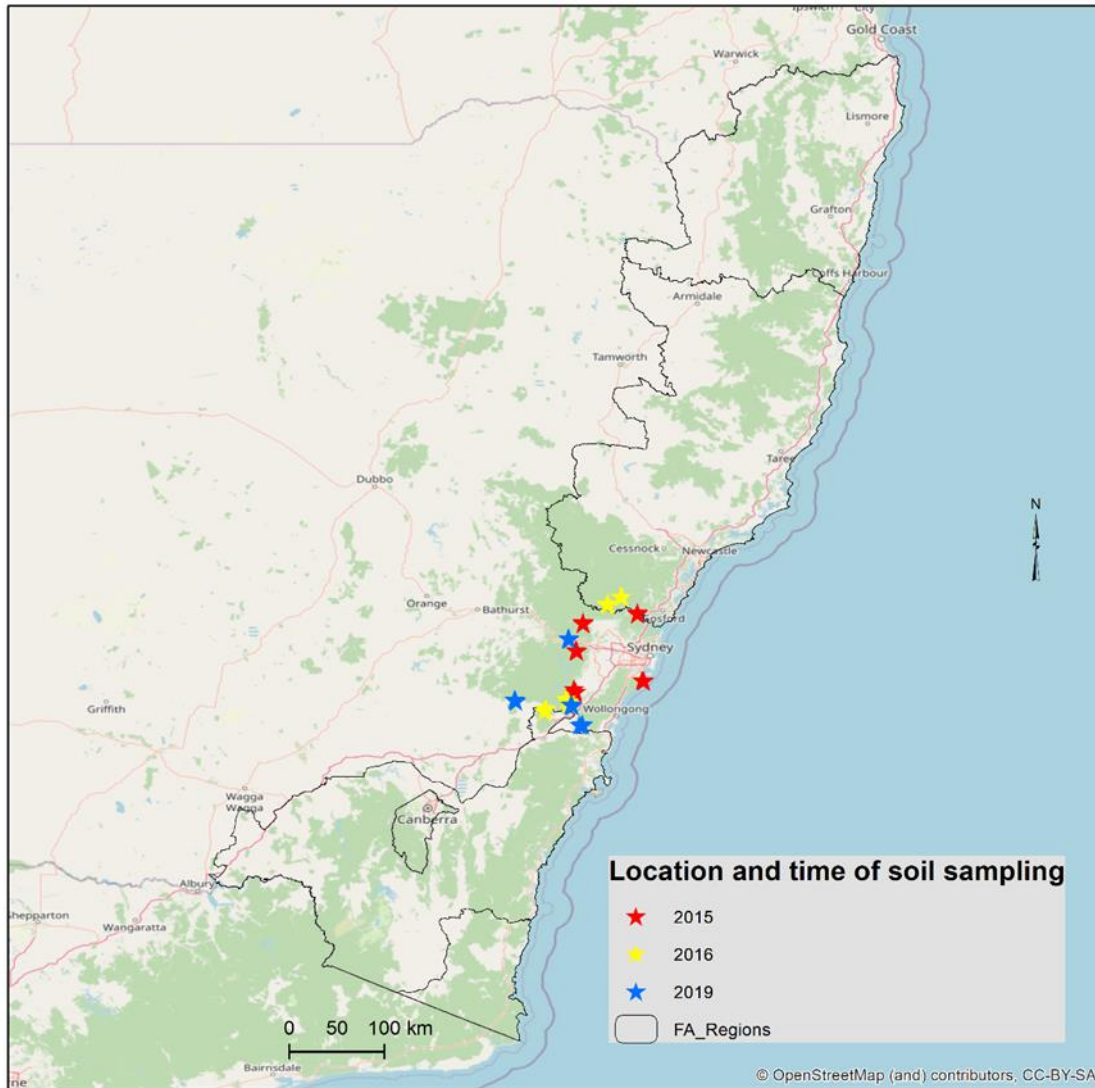 City
Gold Coast
Warwick
Lismore
Grafton
Coffs Harbour
Armidale
Tamworth
Taree
Dubbo
N
Cessnock
Newcastle
Orange
Bathurst
Gosford
Sydney
Griffith
Wollongong
Wagga
Wagga
Canberra
Location and time of soil sampling
Albury
2015
Shepparton
Wangaratta
2016
2019
0 50 100 km
FA_Regions
Bairnsdale
© OpenStreetMap (and) contributors, CC-BY-SA